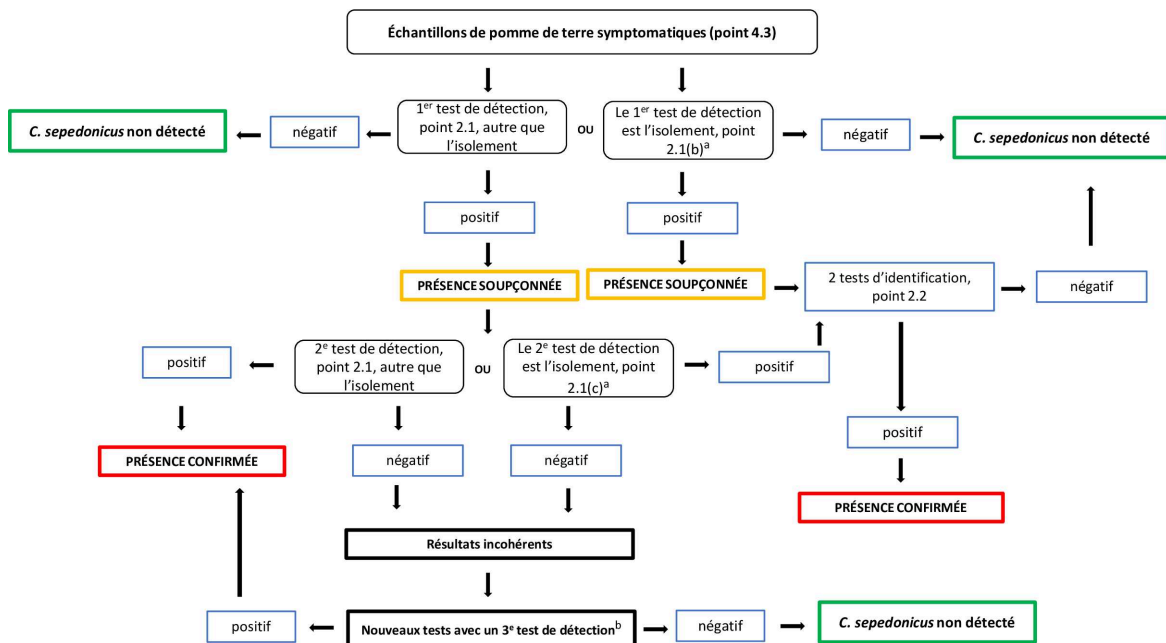 Échantillons de pomme de terre symptomatiques (point 4.3)
C. sepedonicus non détecté
négatif
1er test de détection,
point 2.1, autre que
l'isolement
OU
Le 1er test de détection
est l'isolement, point
2.1(b)a
négatif
C. sepedonicus non détecté
positif
positif
PRÉSENCE SOUPÇONNÉE
PRÉSENCE SOUPÇONNÉE
2 tests d'identification,
point 2.2
négatif
positif
2e test de détection,
point 2.1, autre que
l'isolement
OU
Le 2e test de détection
est l'isolement, point
2.1(c)a
positif
PRÉSENCE CONFIRMÉE
négatif
négatif
positif
PRÉSENCE CONFIRMÉE
Résultats incohérents
positif
Nouveaux tests avec un 3e test de détectionb
négatif
C. sepedonicus non détecté